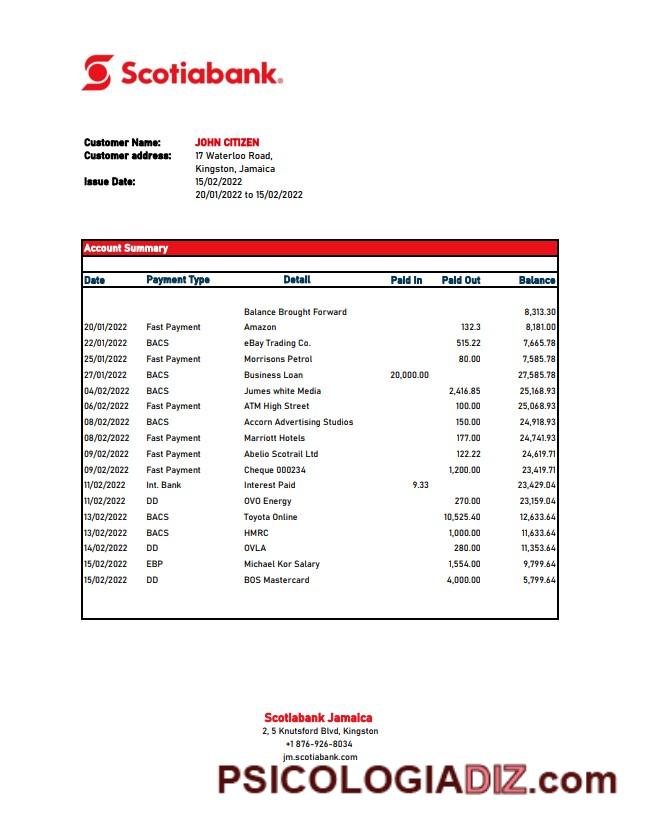 Scotiabank®
Customer Name: JOHN CITIZEN
Customer address: 17 Waterloo Road,
Kingston, Jamaica
Issue Date: 15/02/2022
20/01/2022 to 15/02/2022
Account Summary
Date Payment Type Detail Paid In Paid Out Balance
Balance Brought Forward 8,313.30
20/01/2022 Fast Payment Amazon 132.3 8,181.00
22/01/2022 BACS eBay Trading Co. 515.22 7,665.78
25/01/2022 Fast Payment Morrisons Petrol 80.00 7,585.78
27/01/2022 BACS Business Loan 20,000.00 27,585.78
04/02/2022 BACS Jumes white Media 2,416.85 25,168.93
06/02/2022 Fast Payment ATM High Street 100.00 25,068.93
08/02/2022 BACS Accorn Advertising Studios 150.00 24,918.93
08/02/2022 Fast Payment Marriott Hotels 177.00 24,741.93
09/02/2022 Fast Payment Abelio Scotrail Ltd 122.22 24,619.71
09/02/2022 Fast Payment Cheque 000234 1,200.00 23,419.71
11/02/2022 Int. Bank Interest Paid 9.33 23,429.04
11/02/2022 DD OVO Energy 270.00 23,159.04
13/02/2022 BACS Toyota Online 10,525.40 12,633.64
13/02/2022 BACS HMRC 1,000.00 11,633.64
14/02/2022 DD OVLA 280.00 11,353.64
15/02/2022 EBP Michael Kor Salary 1,554.00 9,799.64
15/02/2022 DD BOS Mastercard 4,000.00 5,799.64
Scotiabank Jamaica
2, 5 Knutsford Blvd, Kingston
+1 876-926-8034
jm.scotiabank.com
PSICOLOGIADIZ.com